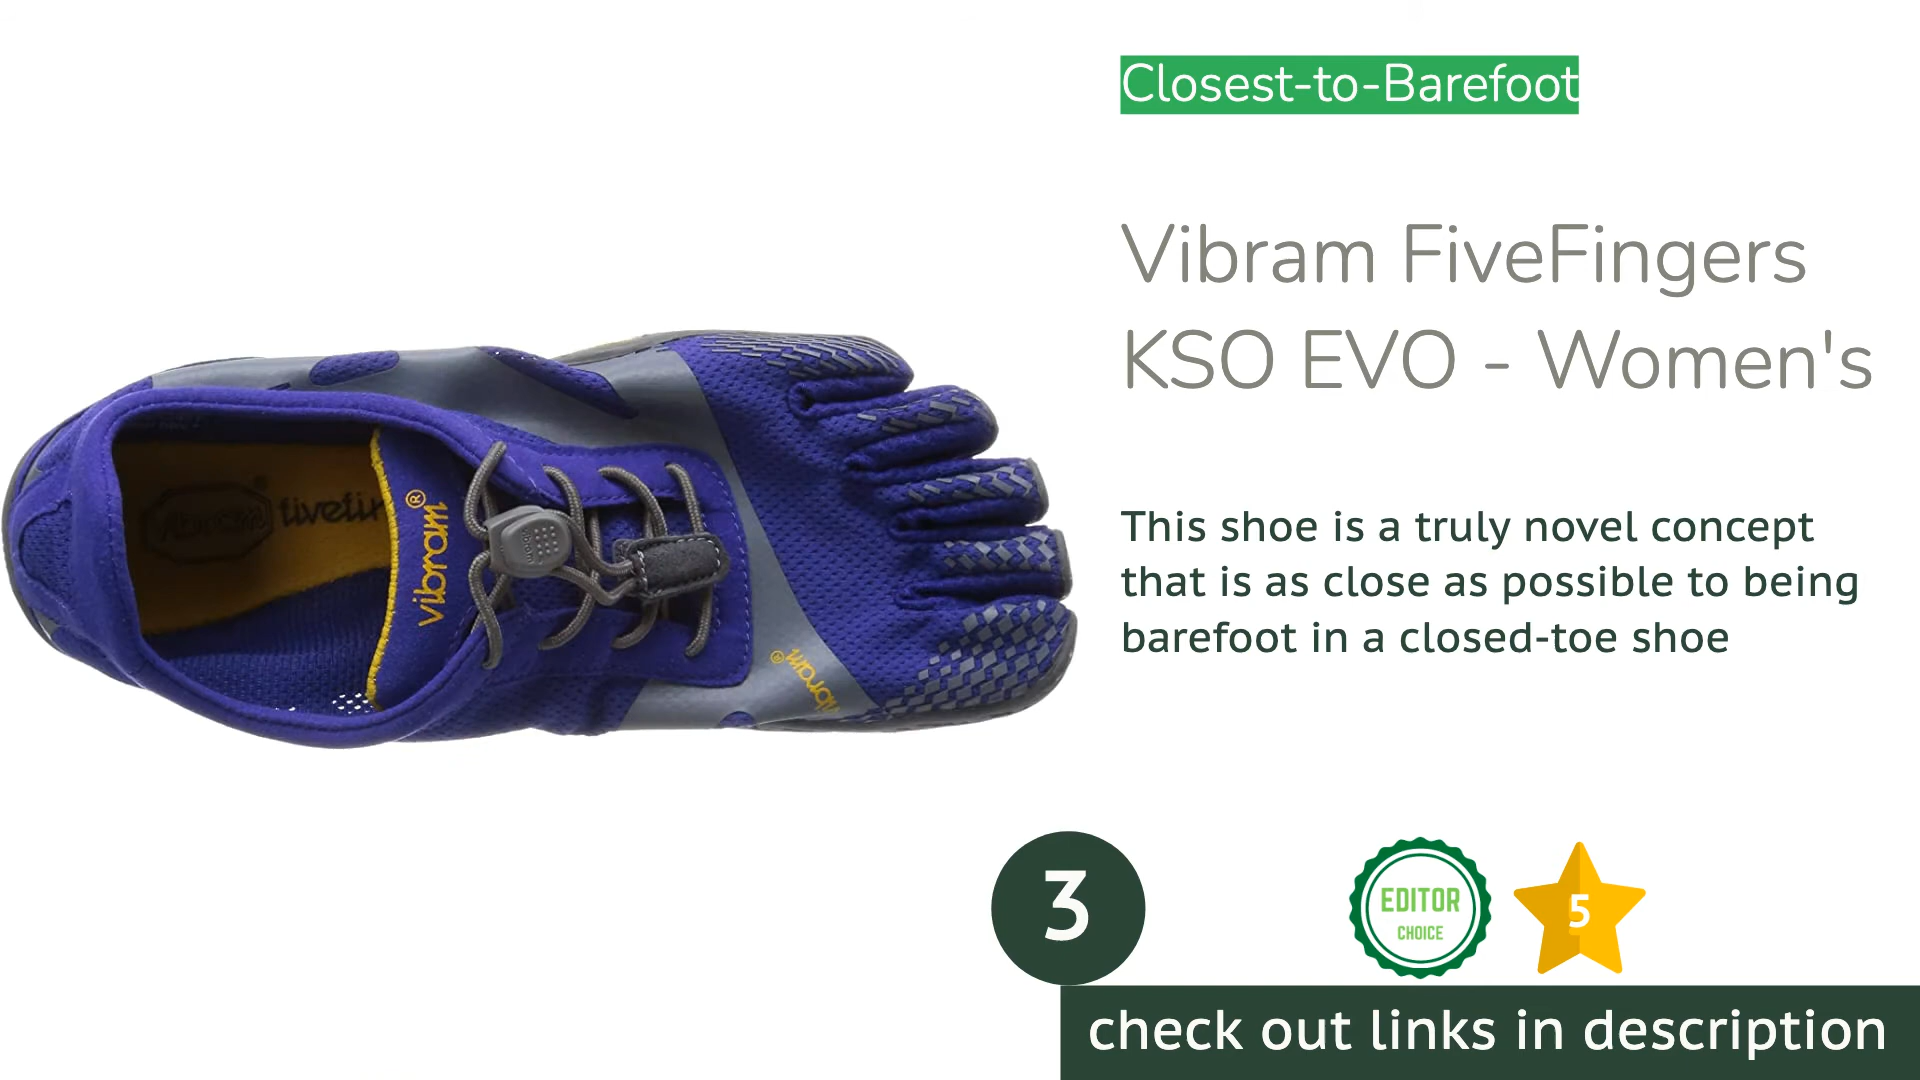 Closest-to-Barefoot
Vibram FiveFingers
KSO EVO - Women's
This shoe is a truly novel concept
that is as close as possible to being
barefoot in a closed-toe shoe
vibram®
vibram®
fivefin
3
EDITOR
CHOICE
5
check out links in description